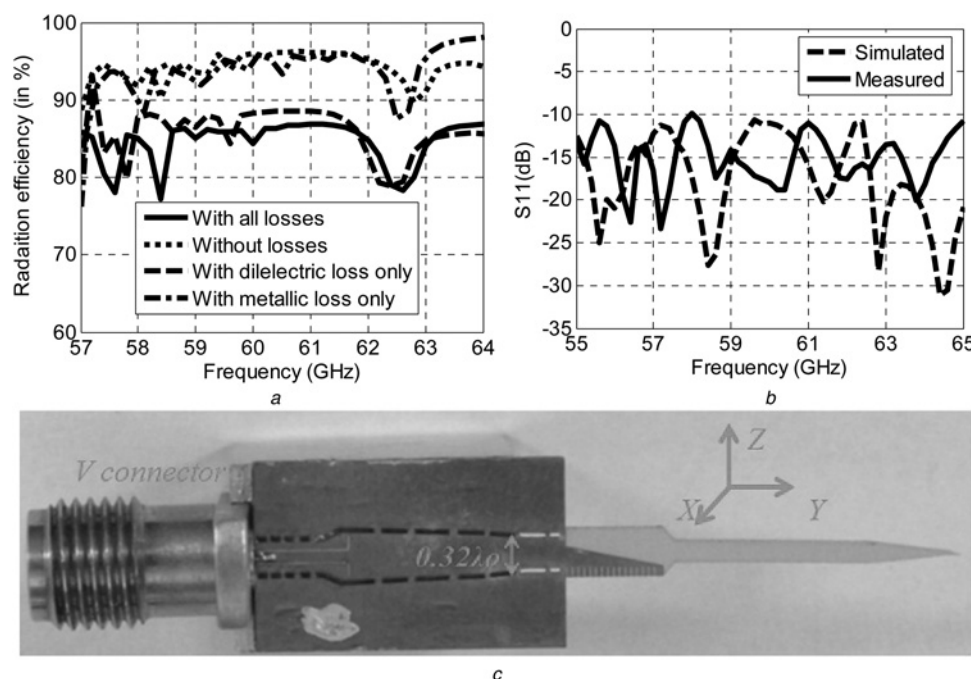 100
90
80
70
60
Radaition efficiency (in %)
With all losses
Without losses
With dilelectric loss only
With metallic loss only
57 58 59 60 61 62 63 64
Frequency (GHz)
a
0
-5
-10
-15
-20
-25
-30
-35
S11(dB)
Simulated
Measured
55 57 59 61 63 65
Frequency (GHz)
b
V connector
0.32λ0
Z
X
Y
c